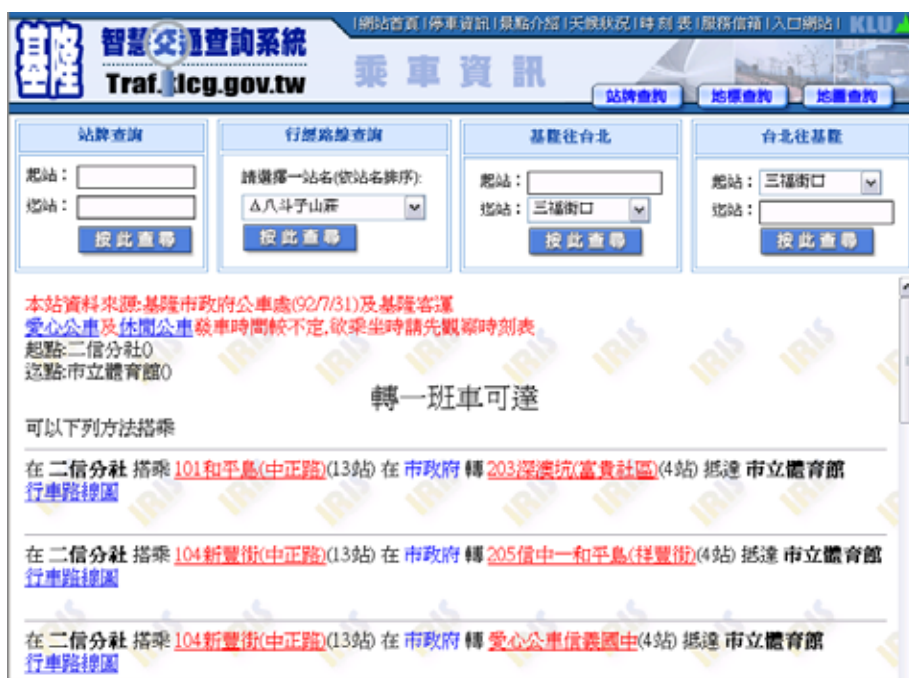 |網站首頁|停車資訊|景點介紹|天候狀況|時刻表|服務信箱|入口網站| KLU
基隆 智慧交通查詢系統
Traf.klcg.gov.tw
乘車資訊
站牌查詢 地標查詢 地圖查詢
站牌查詢 行經路線查詢 基隆往台北 台北往基隆
起站： 請選擇一站名(依站名排序): 起站： 起站：三福街口
迄站： Δ八斗子山莊 迄站：三福街口 迄站：
按此查尋 按此查尋 按此查尋 按此查尋
本站資料來源:基隆市政府公車處(92/7/31)及基隆客運
愛心公車及休閒公車發車時間較不定,欲乘坐時請先觀察時刻表
起點:二信分社()
迄點:市立體育館()
轉一班車可達
可以下列方法搭乘
在 二信分社 搭乘 101和平島(中正路)(13站) 在 市政府 轉 203深澳坑(富貴社區)(4站) 抵達 市立體育館
行車路線圖
在 二信分社 搭乘 104新豐街(中正路)(13站) 在 市政府 轉 205信中一和平島(祥豐街)(4站) 抵達 市立體育館
行車路線圖
在 二信分社 搭乘 104新豐街(中正路)(13站) 在 市政府 轉 愛心公車信義國中(4站) 抵達 市立體育館
行車路線圖
IRIS